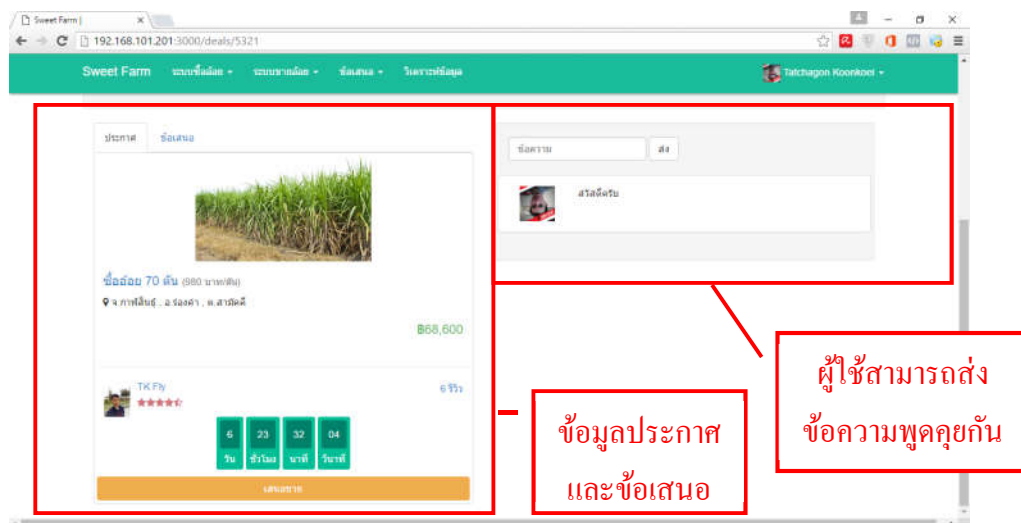 Sweet Farm |
192.168.101.201:3000/deals/5321
Sweet Farm ระบบซื้ออ้อย ระบบขายอ้อย ข้อเสนอ วิเคราะห์ข้อมูล Tatchagon Koonkoei
ประกาศ ข้อเสนอ
ข้อความ ส่ง
สวัสดีครับ
ซื้ออ้อย 70 ตัน (980 บาท/ตัน)
จ.กาฬสินธุ์ , อ.ร่องคำ , ต.สามัคคี
฿68,600
TK Fly 6 รีวิว
6 23 32 04
วัน ชั่วโมง นาที วินาที
เสนอขาย
ข้อมูลประกาศ
และข้อเสนอ
ผู้ใช้สามารถส่ง
ข้อความพูดคุยกัน